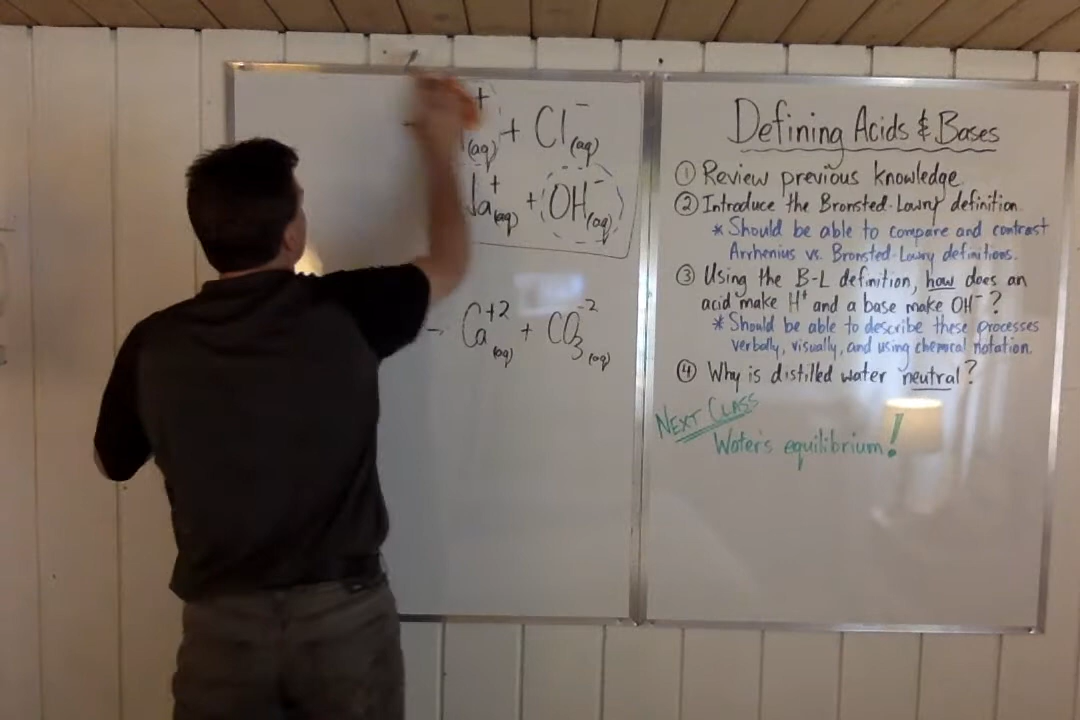 +
(aq) + Cl⁻(aq)
Na⁺(aq) + OH⁻(aq)
→ Ca⁺²(aq) + CO₃⁻²(aq)
Defining Acids & Bases
① Review previous knowledge
② Introduce the Bronsted-Lowry definition.
* Should be able to compare and contrast
Arrhenius vs. Bronsted-Lowry definitions.
③ Using the B-L definition, how does an
acid make H⁺ and a base make OH⁻?
* Should be able to describe these processes
verbally, visually, and using chemical notation.
④ Why is distilled water neutral?
NEXT CLASS
Water's equilibrium!